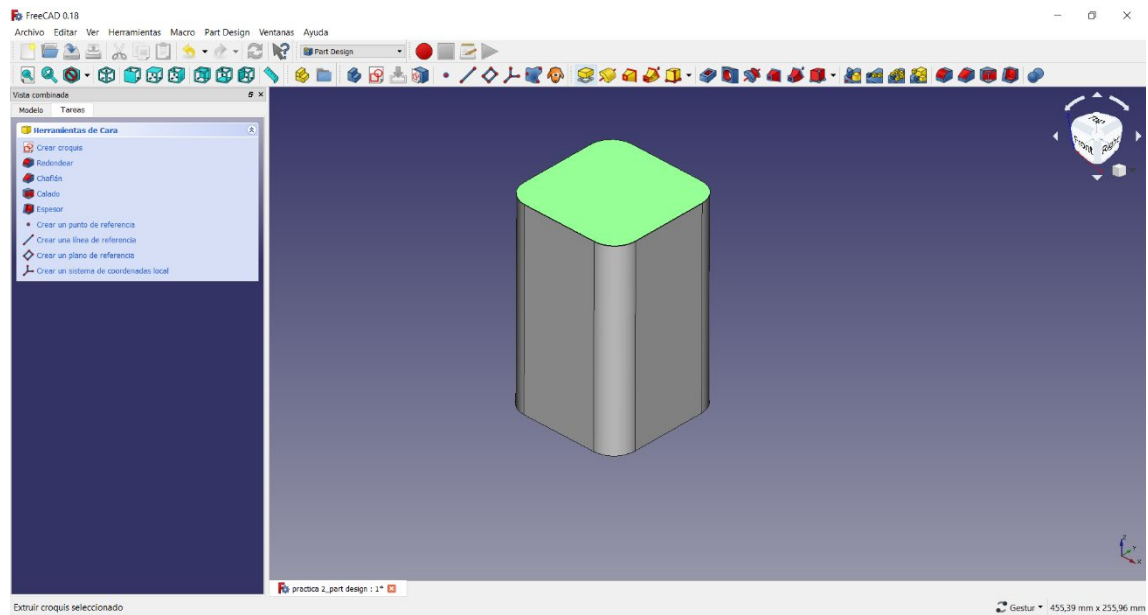 FreeCAD 0.18
Archivo Editar Ver Herramientas Macro Part Design Ventanas Ayuda
Part Design
Vista combinada
Modelo Tareas
Herramientas de Cara
Crear croquis
Redondear
Chaflán
Calado
Espesor
Crear un punto de referencia
Crear una línea de referencia
Crear un plano de referencia
Crear un sistema de coordenadas local
Top
Front Right
Z
Y
X
practica 2_part design : 1*
Extruir croquis seleccionado
Gestur 455,39 mm x 255,96 mm